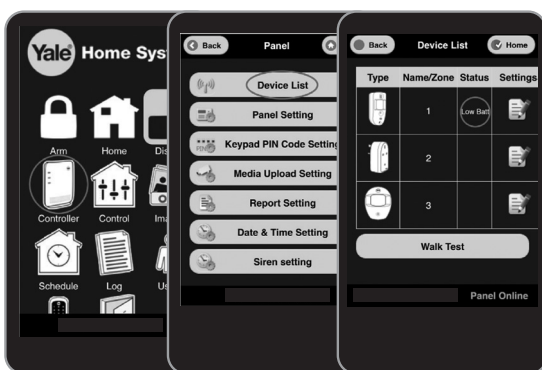 Yale Home Sys
Arm Home Dis
Controller Control Ima
Schedule Log Us
Back Panel
Device List
Panel Setting
PIN Keypad PIN Code Setting
Media Upload Setting
Report Setting
Date & Time Setting
Siren setting
Back Device List Home
Type Name/Zone Status Settings
1 Low Batt
2
3
Walk Test
Panel Online